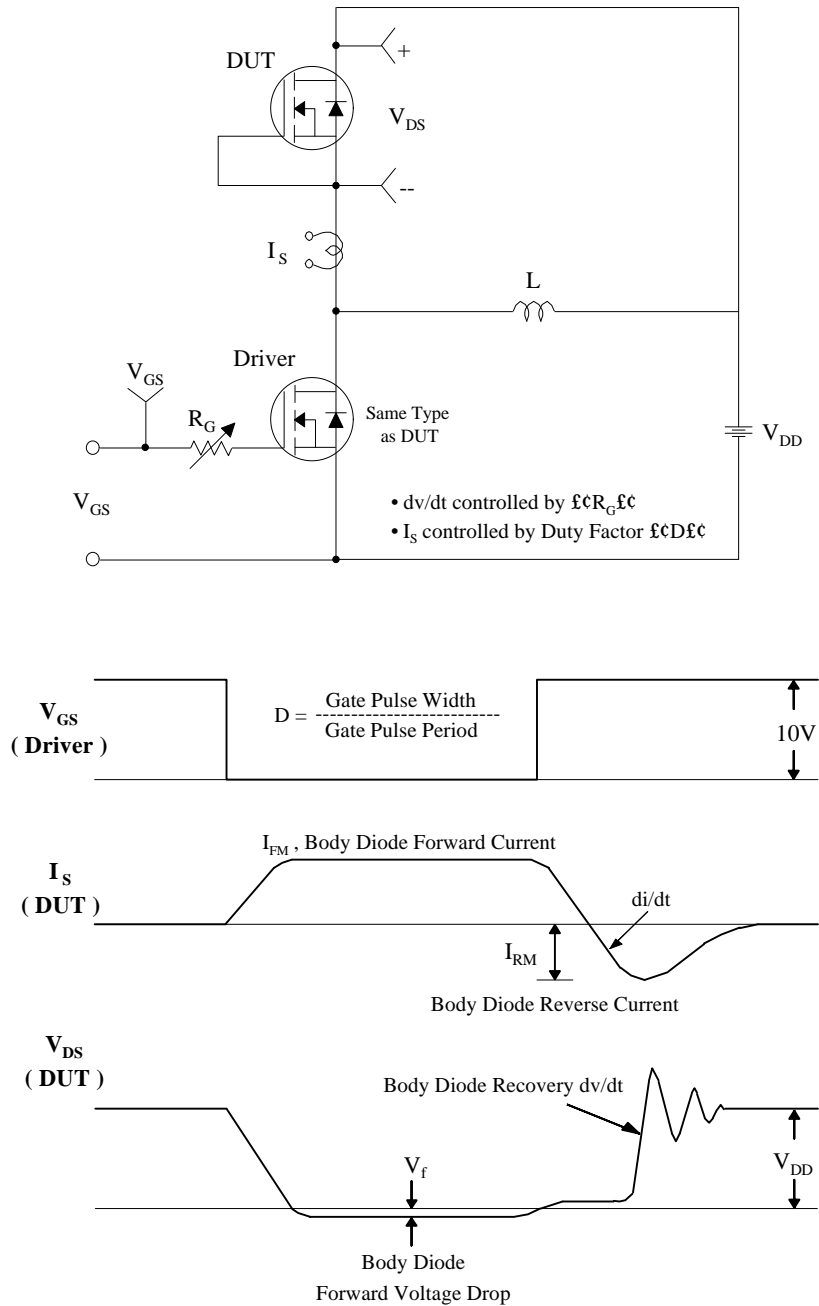 DUT
+
V_DS
--
I_S
L
Driver
V_GS
R_G
Same Type
as DUT
V_DD
V_GS
• dv/dt controlled by £¢R_G£¢
• I_S controlled by Duty Factor £¢D£¢
V_GS
( Driver )
D = Gate Pulse Width
--------------------------
Gate Pulse Period
10V
I_FM , Body Diode Forward Current
I_S
( DUT )
di/dt
I_RM
Body Diode Reverse Current
V_DS
( DUT )
Body Diode Recovery dv/dt
V_f
V_DD
Body Diode
Forward Voltage Drop